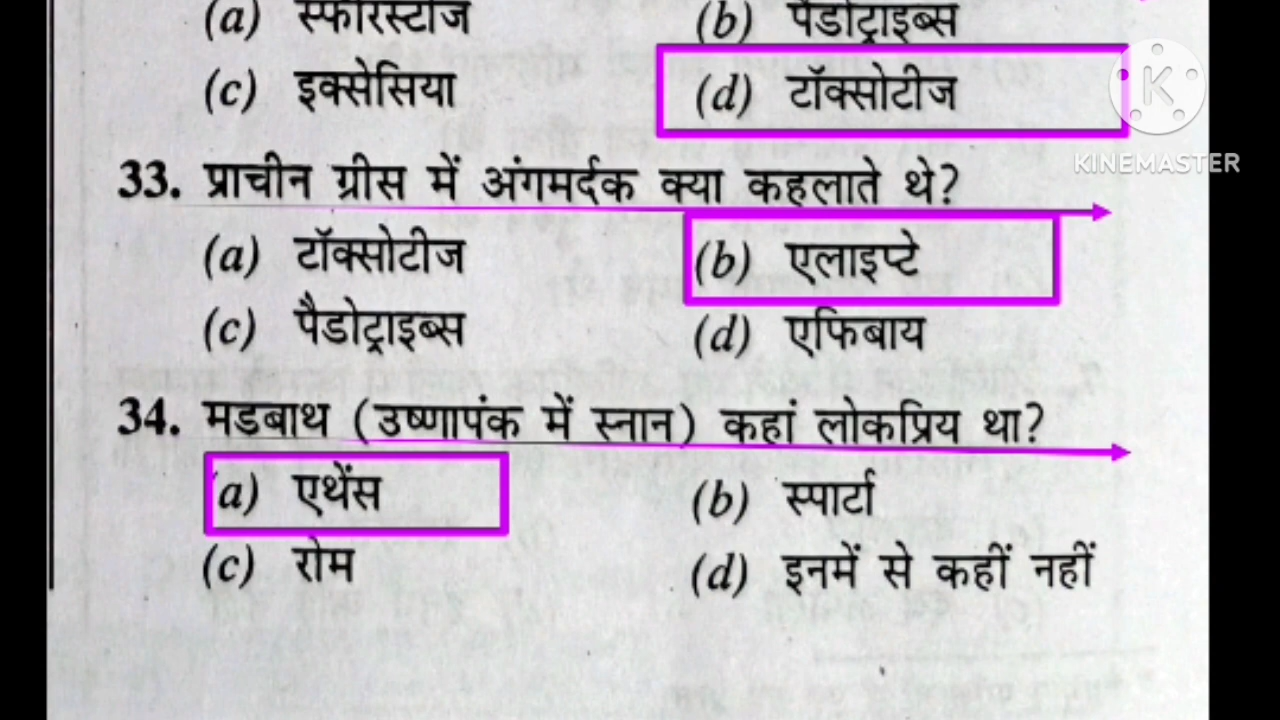 (a) स्फीरिस्टीज (b) पैडोट्राइब्स
(c) इक्सेसिया (d) टॉक्सोटीज
33. प्राचीन ग्रीस में अंगमर्दक क्या कहलाते थे?
(a) टॉक्सोटीज (b) एलाइप्टे
(c) पैडोट्राइब्स (d) एफिबाय
34. मडबाथ (उष्णापंक में स्नान) कहां लोकप्रिय था?
(a) एथेंस (b) स्पार्टा
(c) रोम (d) इनमें से कहीं नहीं
K
KINEMASTER